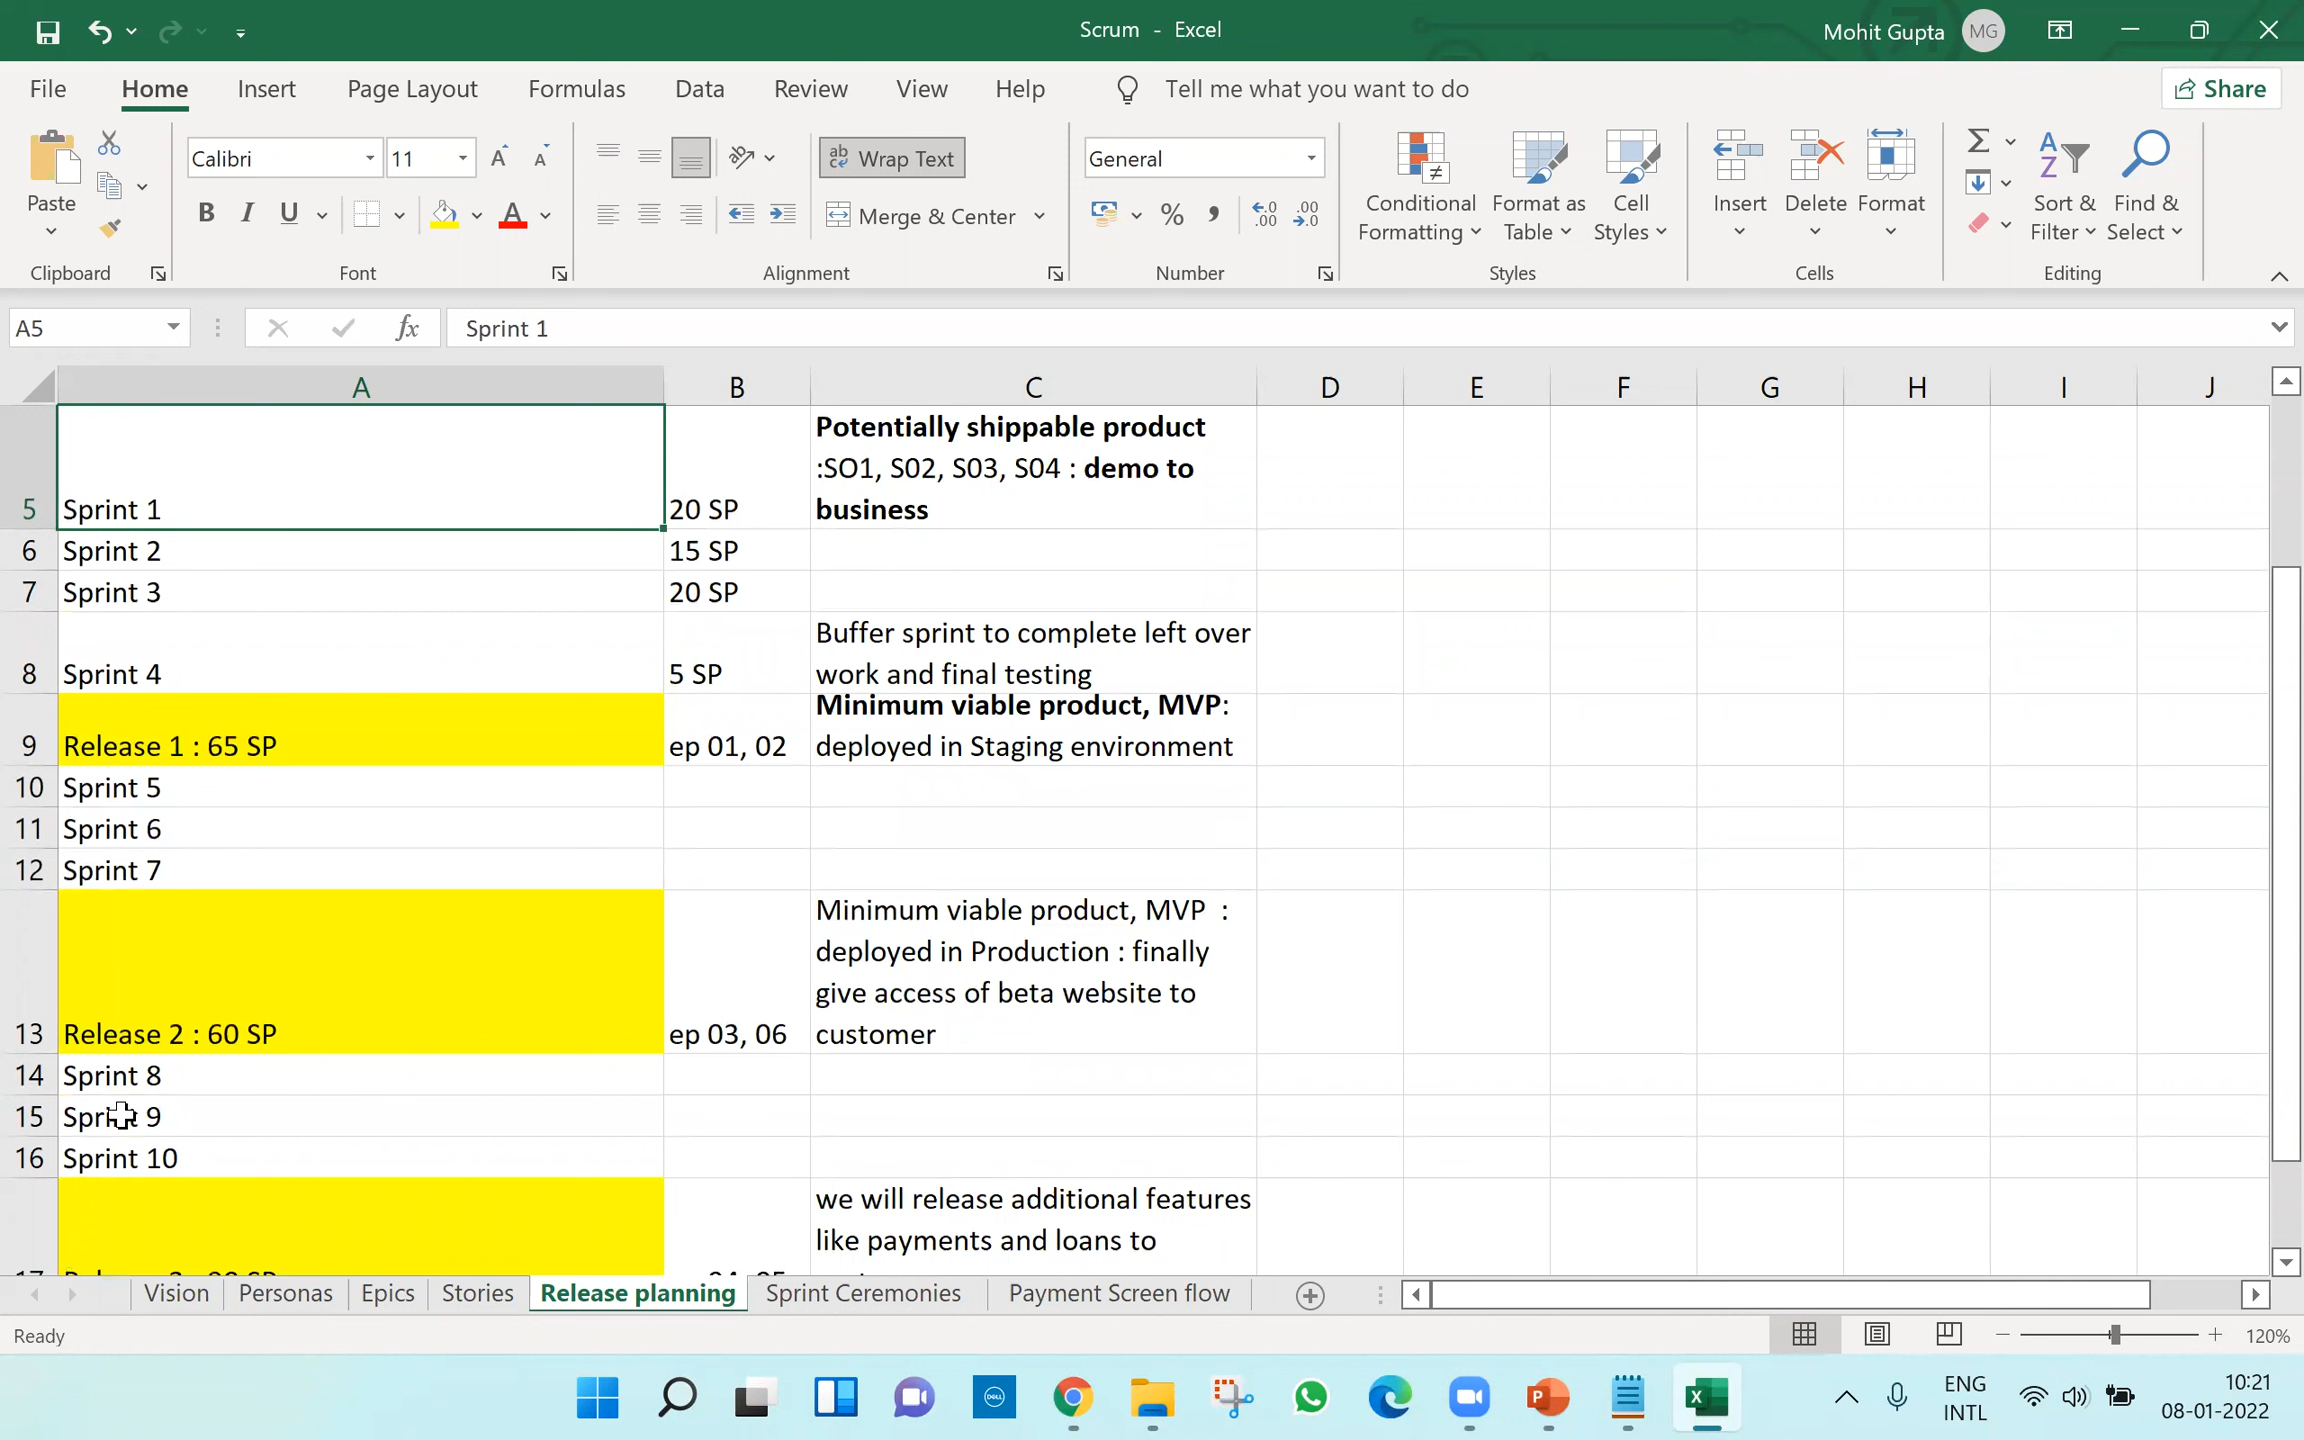 Scrum - Excel
Mohit Gupta MG
File Home Insert Page Layout Formulas Data Review View Help Tell me what you want to do Share
Paste
Calibri 11
B I U A
ab Wrap Text
Merge & Center
General
% , .0 .00 .00 .0
Conditional Formatting
Format as Table
Cell Styles
Insert Delete Format
Sort & Filter
Find & Select
Clipboard Font Alignment Number Styles Cells Editing
A5 fx Sprint 1
A B C D E F G H I J
Potentially shippable product
:SO1, S02, S03, S04 : demo to
5 Sprint 1 20 SP business
6 Sprint 2 15 SP
7 Sprint 3 20 SP
Buffer sprint to complete left over
8 Sprint 4 5 SP work and final testing
Minimum viable product, MVP:
9 Release 1 : 65 SP ep 01, 02 deployed in Staging environment
10 Sprint 5
11 Sprint 6
12 Sprint 7
Minimum viable product, MVP :
deployed in Production : finally
give access of beta website to
13 Release 2 : 60 SP ep 03, 06 customer
14 Sprint 8
15 Sprint 9
16 Sprint 10
we will release additional features
like payments and loans to
Vision Personas Epics Stories Release planning Sprint Ceremonies Payment Screen flow
Ready 120%
DELL
ENG 10:21
INTL 08-01-2022